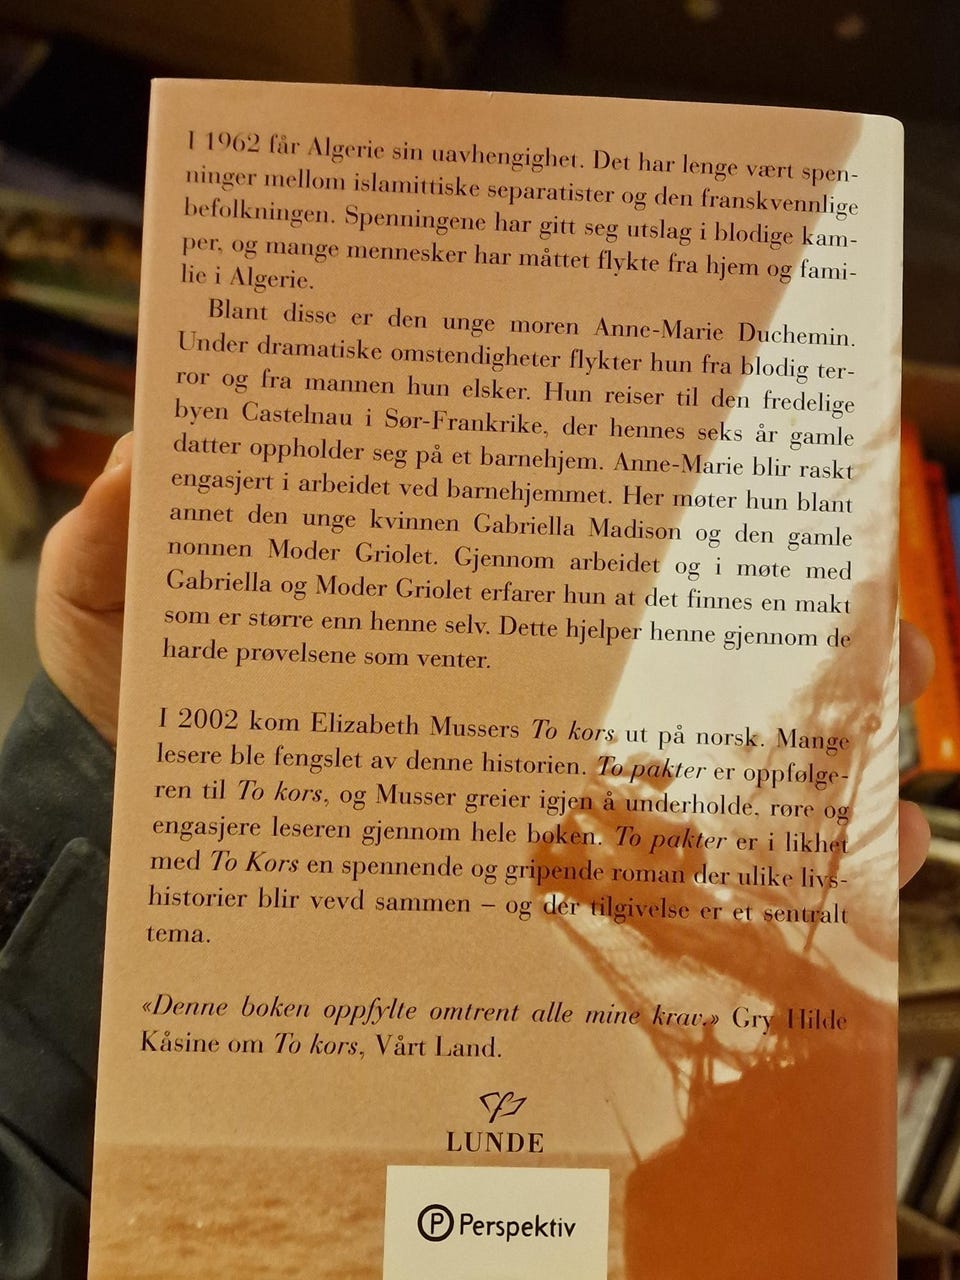 I 1962 får Algerie sin uavhengighet. Det har lenge vært spen-
ninger mellom islamittiske separatister og den franskvennlige
befolkningen. Spenningene har gitt seg utslag i blodige kam-
per, og mange mennesker har måttet flykte fra hjem og fami-
lie i Algerie.
Blant disse er den unge moren Anne-Marie Duchemin.
Under dramatiske omstendigheter flykter hun fra blodig ter-
ror og fra mannen hun elsker. Hun reiser til den fredelige
byen Castelnau i Sør-Frankrike, der hennes seks år gamle
datter oppholder seg på et barnehjem. Anne-Marie blir raskt
engasjert i arbeidet ved barnehjemmet. Her møter hun blant
annet den unge kvinnen Gabriella Madison og den gamle
nonnen Moder Griolet. Gjennom arbeidet og i møte med
Gabriella og Moder Griolet erfarer hun at det finnes en makt
som er større enn henne selv. Dette hjelper henne gjennom de
harde prøvelsene som venter.
I 2002 kom Elizabeth Mussers To kors ut på norsk. Mange
lesere ble fengslet av denne historien. To pakter er oppfølge-
ren til To kors, og Musser greier igjen å underholde, røre og
engasjere leseren gjennom hele boken. To pakter er i likhet
med To Kors en spennende og gripende roman der ulike livs-
historier blir vevd sammen – og der tilgivelse er et sentralt
tema.
«Denne boken oppfylte omtrent alle mine krav.» Gry Hilde
Kåsine om To kors, Vårt Land.
LUNDE
P Perspektiv